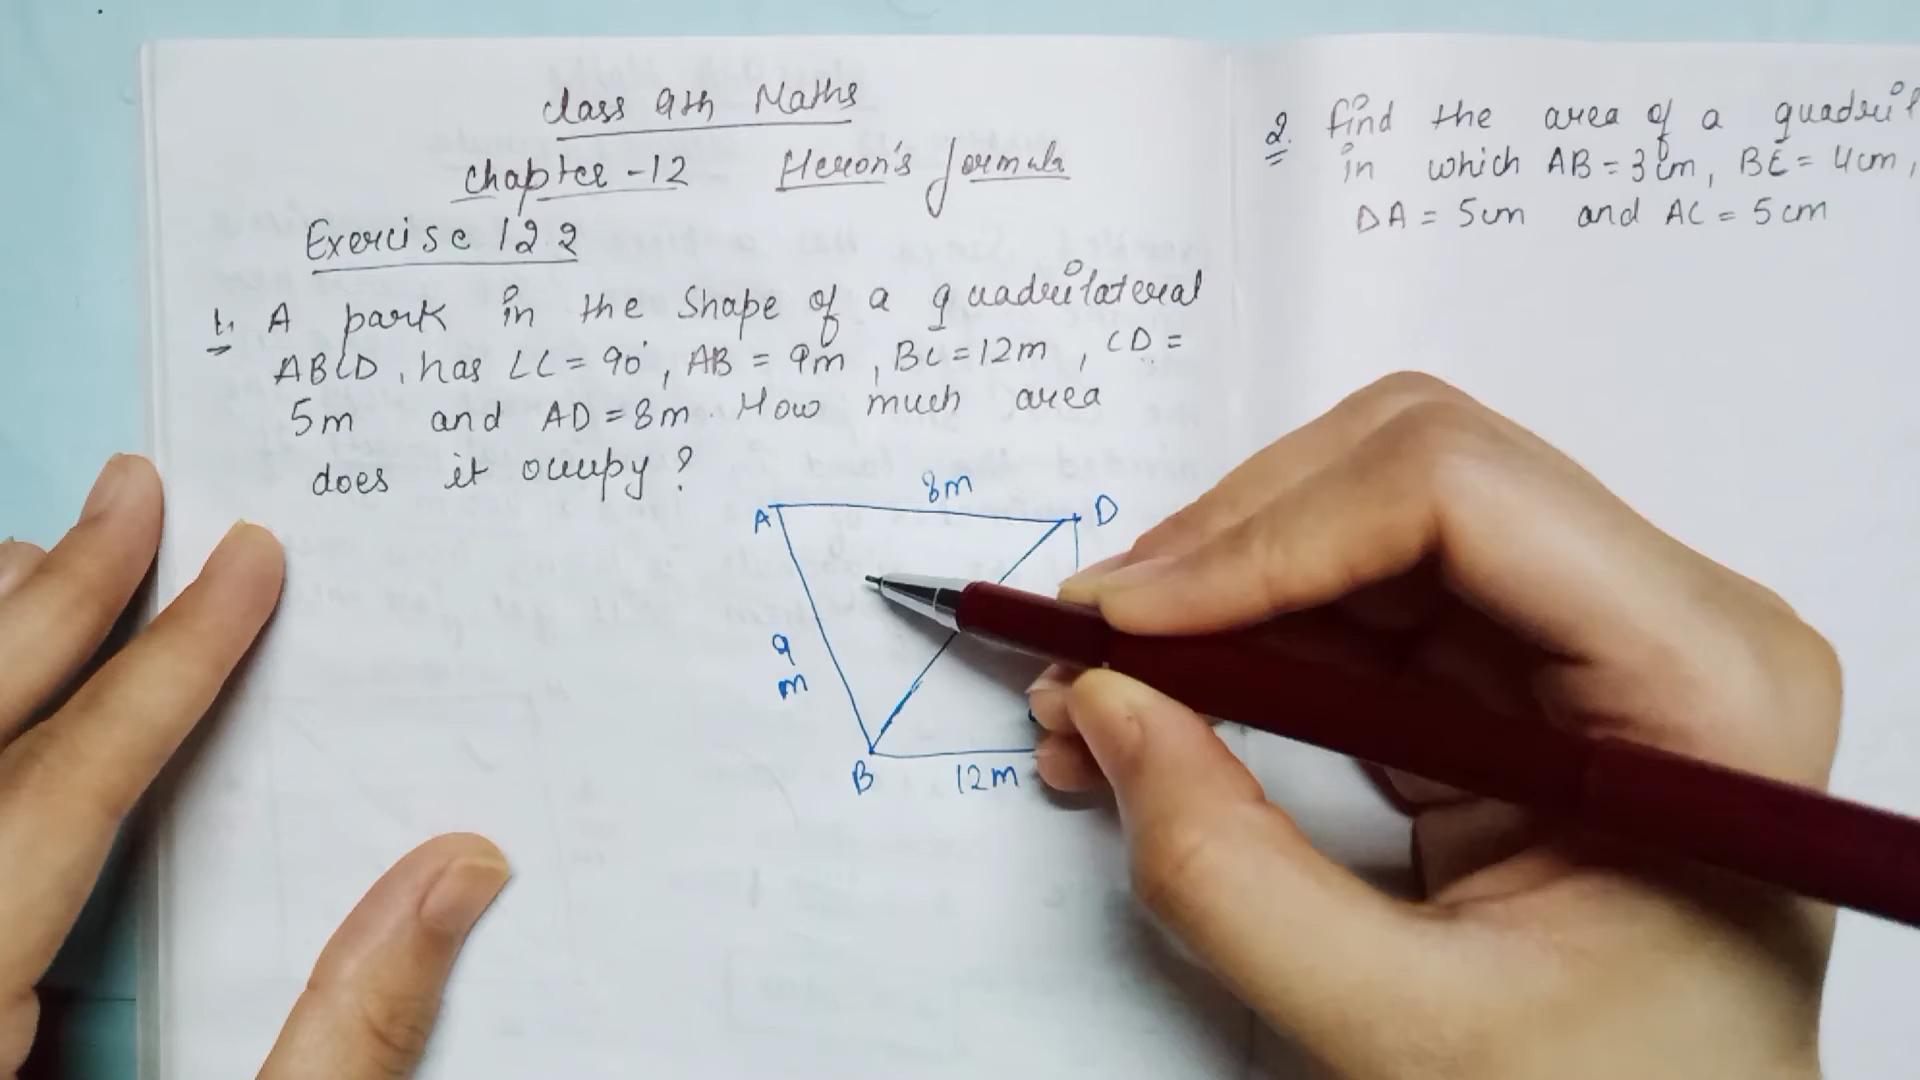 class 9th Maths
Chapter-12 Heron's formula
Exercise 12.2
1. A park in the Shape of a quadrilateral
ABCD, has ∠C = 90°, AB = 9m, BC=12m, CD =
5m and AD=8m. How much area
does it ocupy?
8m
A
D
9
m
B
12m
2. find the area of a
in which AB = 3cm, BC = 4cm,
DA = 5cm and AC = 5cm